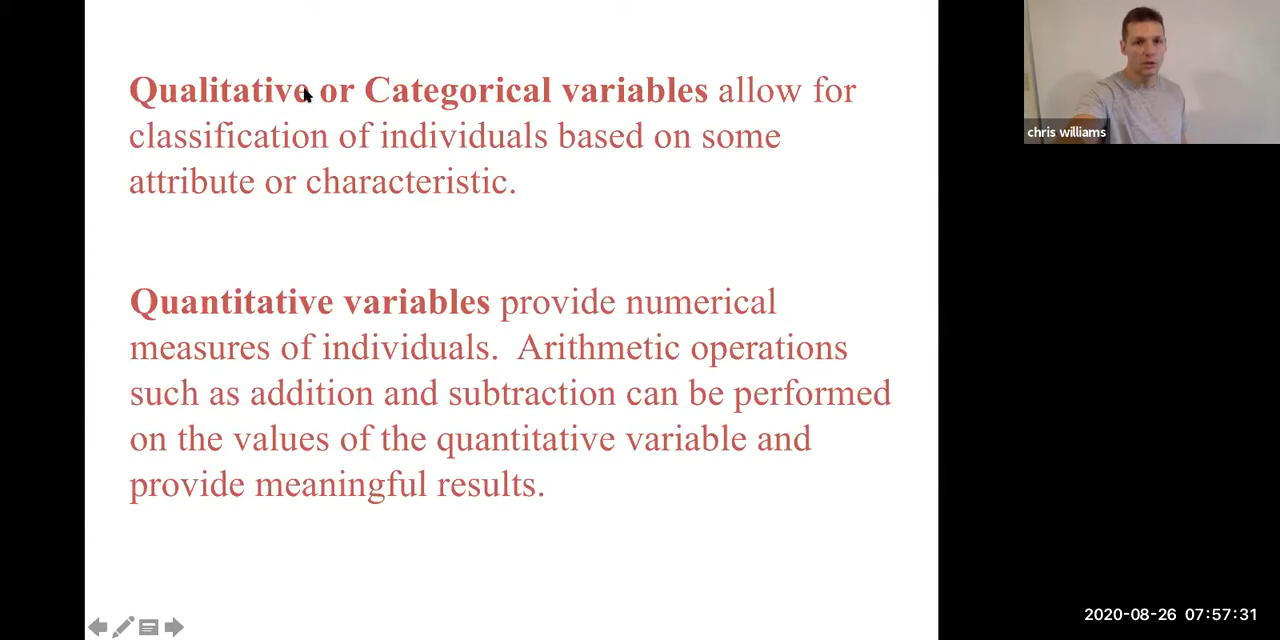 Qualitative or Categorical variables allow for
classification of individuals based on some
attribute or characteristic.
Quantitative variables provide numerical
measures of individuals.  Arithmetic operations
such as addition and subtraction can be performed
on the values of the quantitative variable and
provide meaningful results.
chris williams
2020-08-26 07:57:31